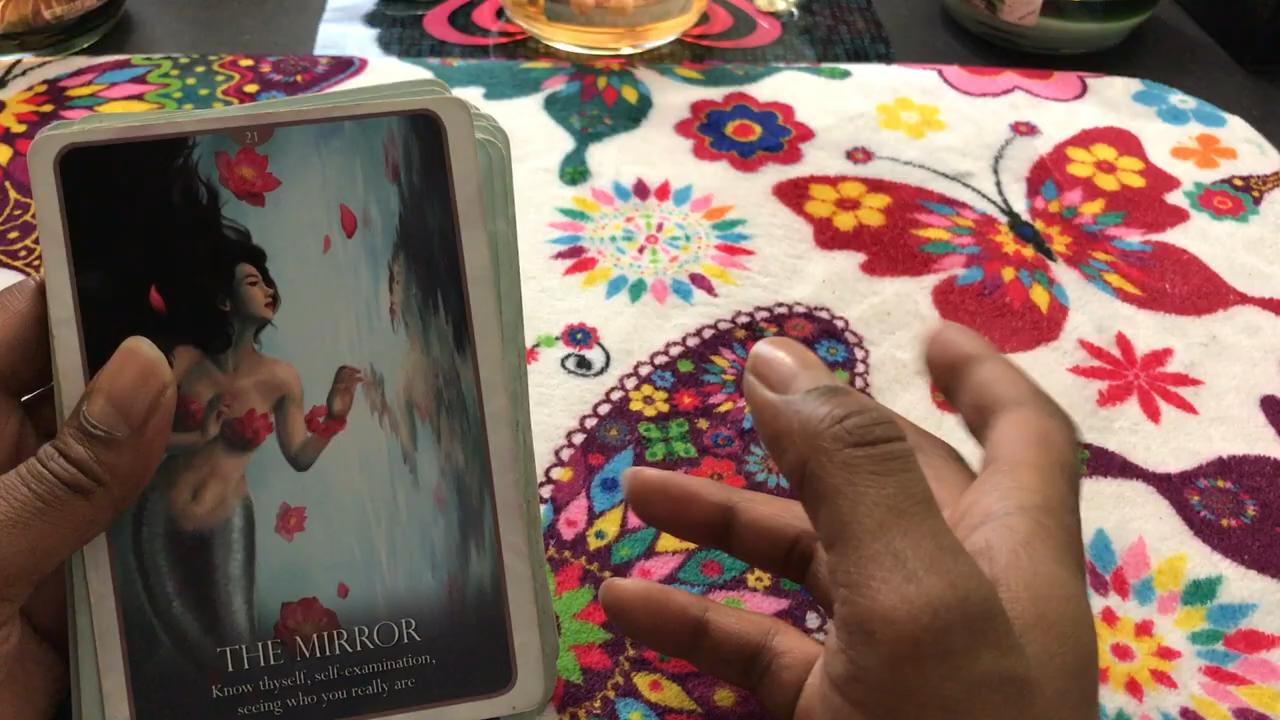 21
THE MIRROR
Know thyself, self-examination,
seeing who you really are